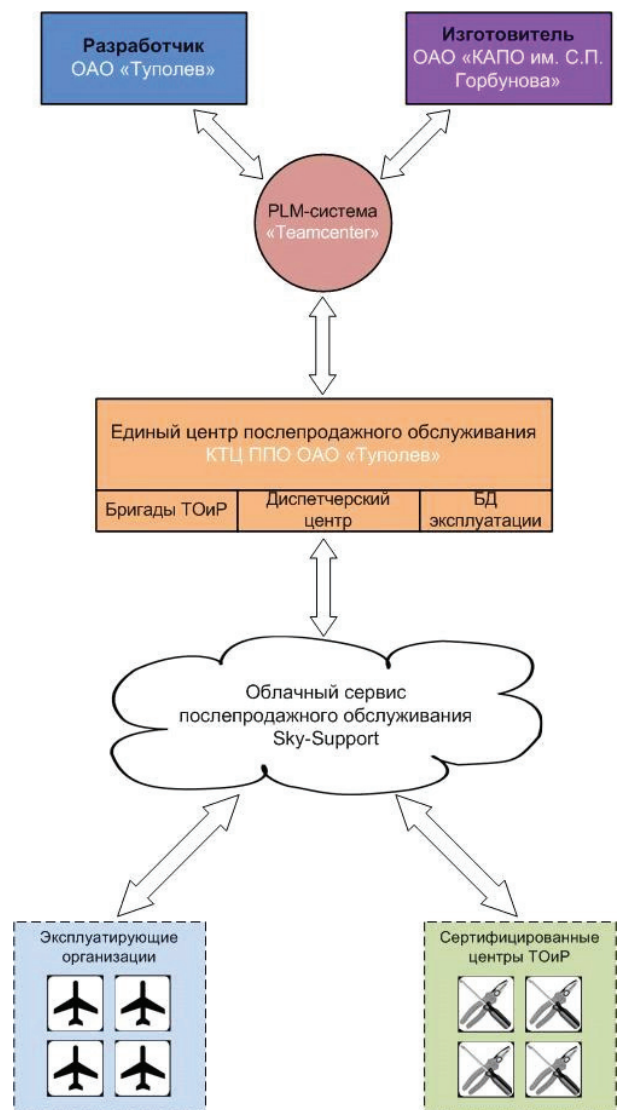 Разработчик
ОАО «Туполев»
Изготовитель
ОАО «КАПО им. С.П.
Горбунова»
PLM-система
«Teamcenter»
Единый центр послепродажного обслуживания
КТЦ ППО ОАО «Туполев»
Бригады ТОиР
Диспетчерский
центр
БД
эксплуатации
Облачный сервис
послепродажного обслуживания
Sky-Support
Эксплуатирующие
организации
Сертифицированные
центры ТОиР